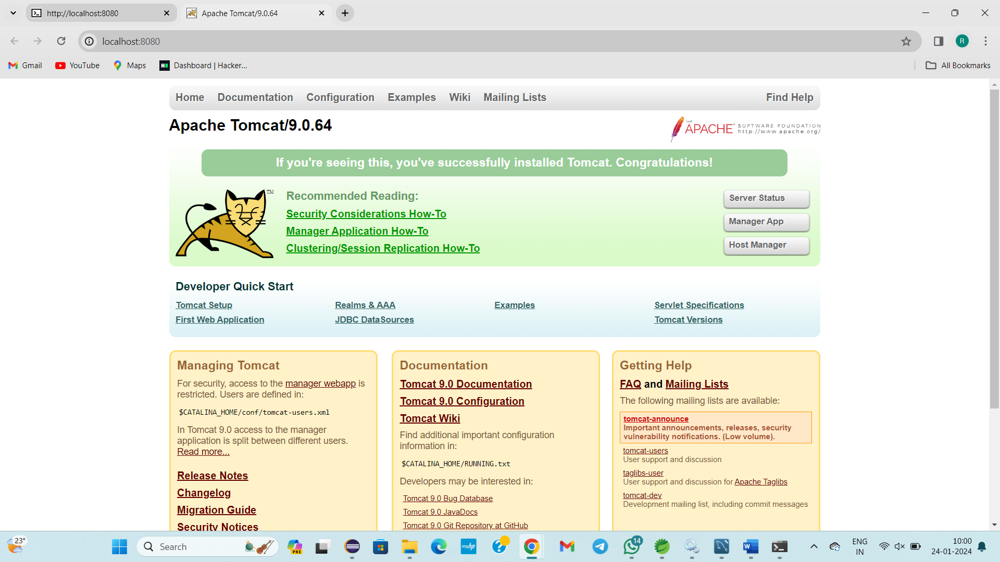 http://localhost:8080
Apache Tomcat/9.0.64
localhost:8080
R
Gmail
YouTube
Maps
Dashboard | Hacker...
All Bookmarks
Home Documentation Configuration Examples Wiki Mailing Lists Find Help
Apache Tomcat/9.0.64
THE APACHE SOFTWARE FOUNDATION
http://www.apache.org/
If you're seeing this, you've successfully installed Tomcat. Congratulations!
TM
Recommended Reading:
Security Considerations How-To
Manager Application How-To
Clustering/Session Replication How-To
Server Status
Manager App
Host Manager
Developer Quick Start
Tomcat Setup
First Web Application
Realms & AAA
JDBC DataSources
Examples
Servlet Specifications
Tomcat Versions
Managing Tomcat
For security, access to the manager webapp is
restricted. Users are defined in:
$CATALINA_HOME/conf/tomcat-users.xml
In Tomcat 9.0 access to the manager
application is split between different users.
Read more...
Release Notes
Changelog
Migration Guide
Security Notices
Documentation
Tomcat 9.0 Documentation
Tomcat 9.0 Configuration
Tomcat Wiki
Find additional important configuration
information in:
$CATALINA_HOME/RUNNING.txt
Developers may be interested in:
Tomcat 9.0 Bug Database
Tomcat 9.0 JavaDocs
Tomcat 9.0 Git Repository at GitHub
Getting Help
FAQ and Mailing Lists
The following mailing lists are available:
tomcat-announce
Important announcements, releases, security
vulnerability notifications. (Low volume).
tomcat-users
User support and discussion
taglibs-user
User support and discussion for Apache Taglibs
tomcat-dev
Development mailing list, including commit messages
23°
Search
PRE
myhp
14
ENG
IN
10:00
24-01-2024